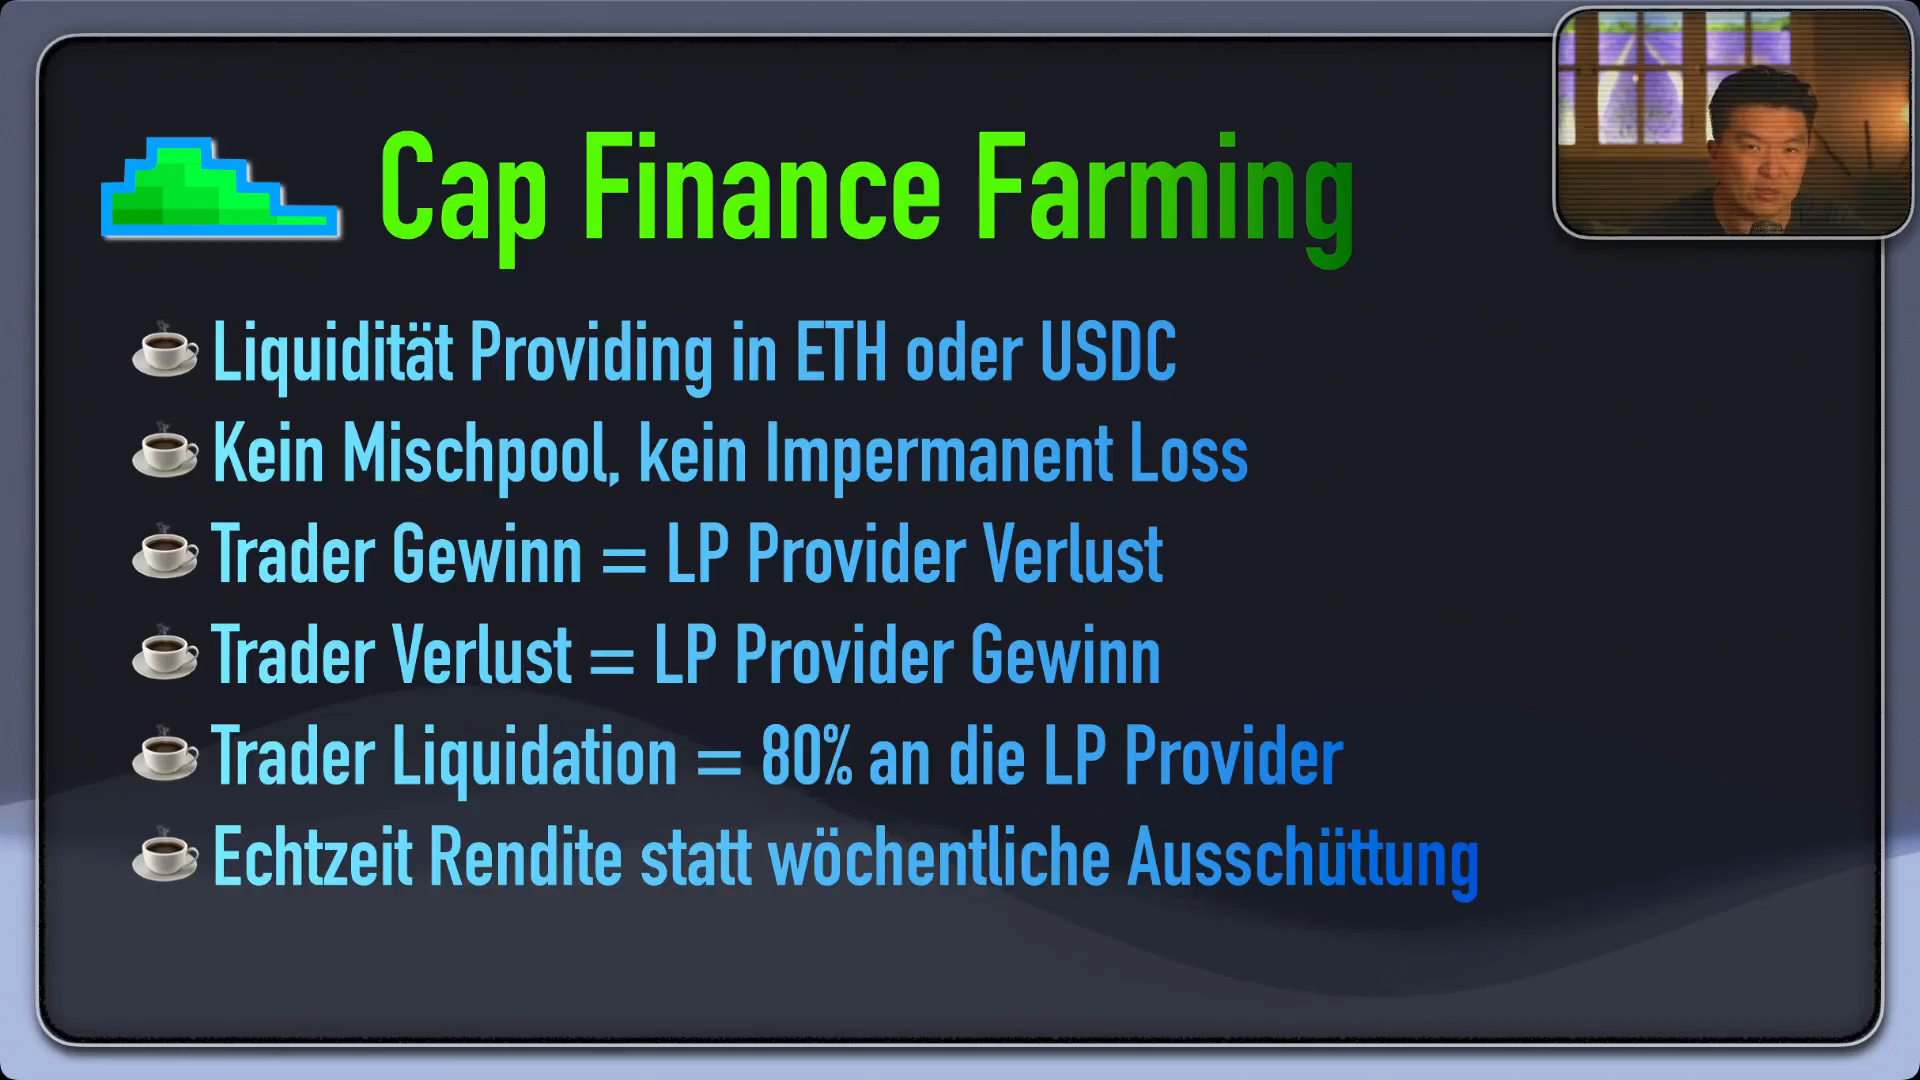 Cap Finance Farming
Liquidität Providing in ETH oder USDC
Kein Mischpool, kein Impermanent Loss
Trader Gewinn = LP Provider Verlust
Trader Verlust = LP Provider Gewinn
Trader Liquidation = 80% an die LP Provider
Echtzeit Rendite statt wöchentliche Ausschüttung